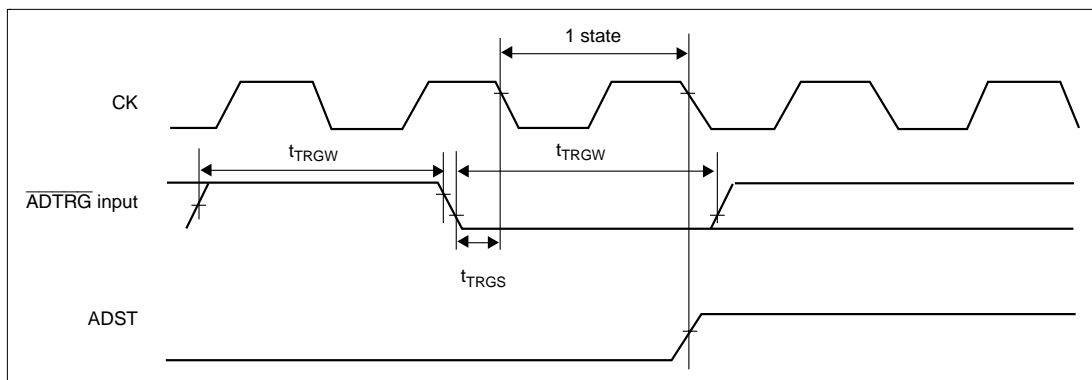 1 state
CK
tTRGW
tTRGW
ADTRG input
tTRGS
ADST